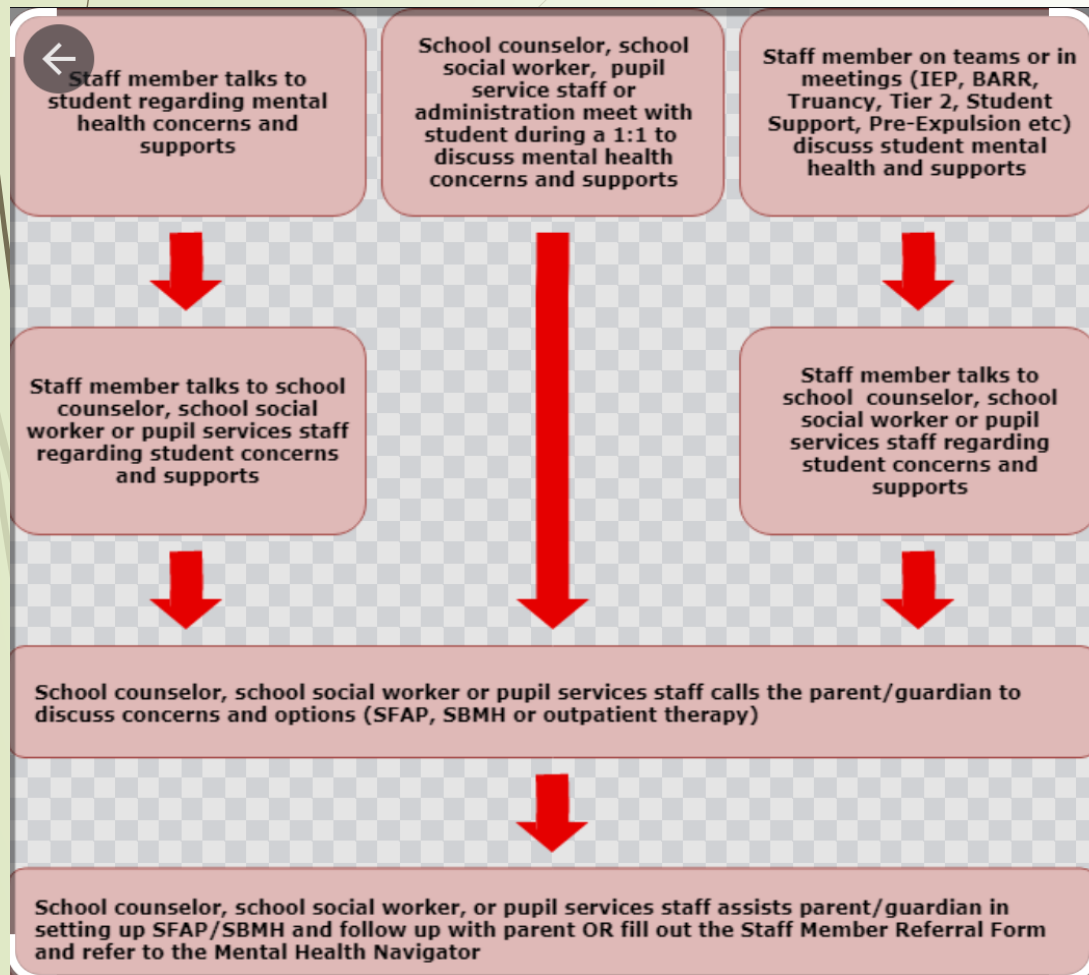 Staff member talks to
student regarding mental
health concerns and
supports
School counselor, school
social worker, pupil
service staff or
administration meet with
student during a 1:1 to
discuss mental health
concerns and supports
Staff member on teams or in
meetings (IEP, BARR,
Truancy, Tier 2, Student
Support, Pre-Expulsion etc)
discuss student mental
health and supports
Staff member talks to school
counselor, school social
worker or pupil services staff
regarding student concerns
and supports
Staff member talks to
school counselor, school
social worker or pupil
services staff regarding
student concerns and
supports
School counselor, school social worker or pupil services staff calls the parent/guardian to
discuss concerns and options (SFAP, SBMH or outpatient therapy)
School counselor, school social worker, or pupil services staff assists parent/guardian in
setting up SFAP/SBMH and follow up with parent OR fill out the Staff Member Referral Form
and refer to the Mental Health Navigator